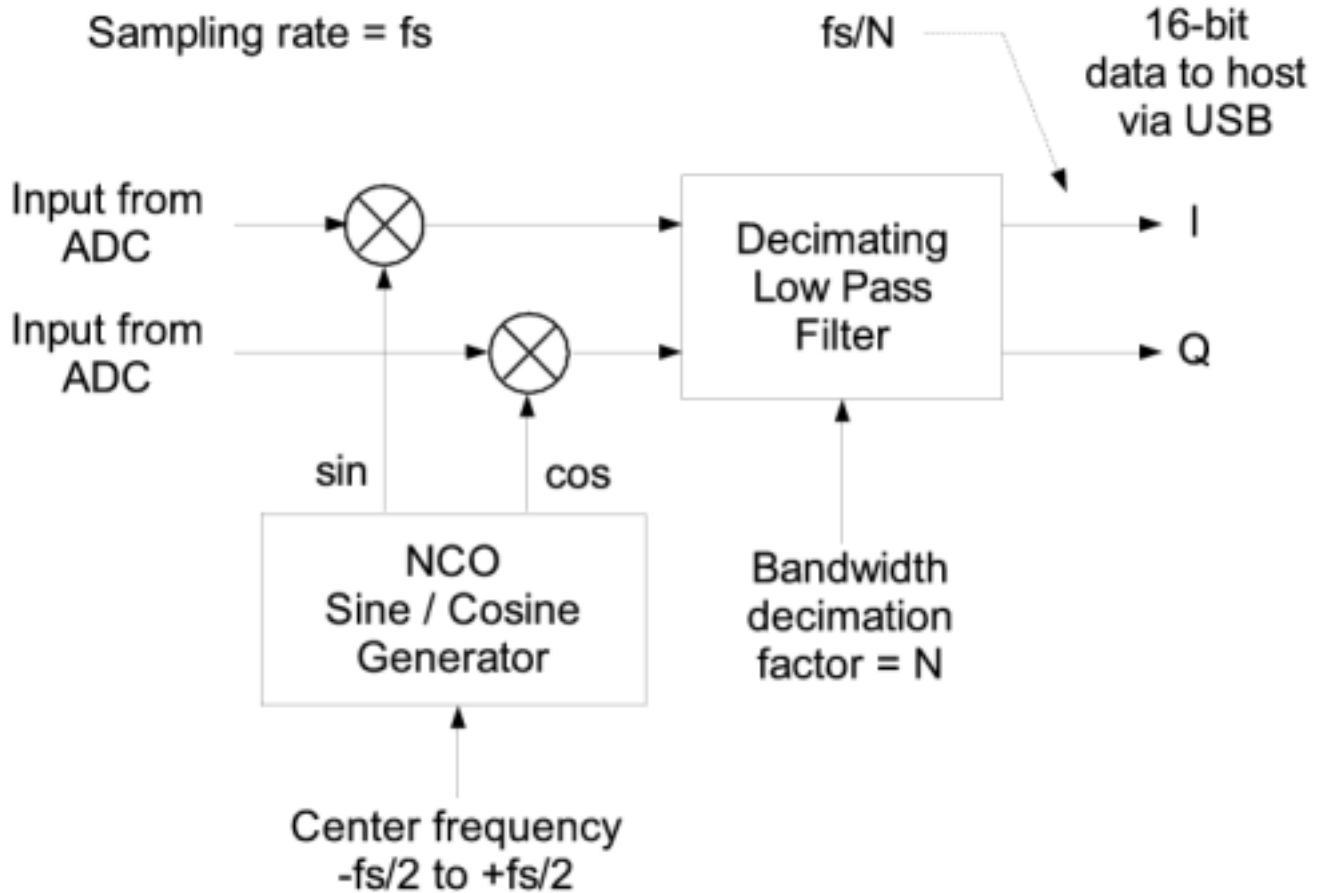 Sampling rate = fs
fs/N
16-bit
data to host
via USB
Input from
ADC
I
Decimating
Low Pass
Filter
Input from
ADC
Q
sin
cos
NCO
Sine / Cosine
Generator
Bandwidth
decimation
factor = N
Center frequency
-fs/2 to +fs/2